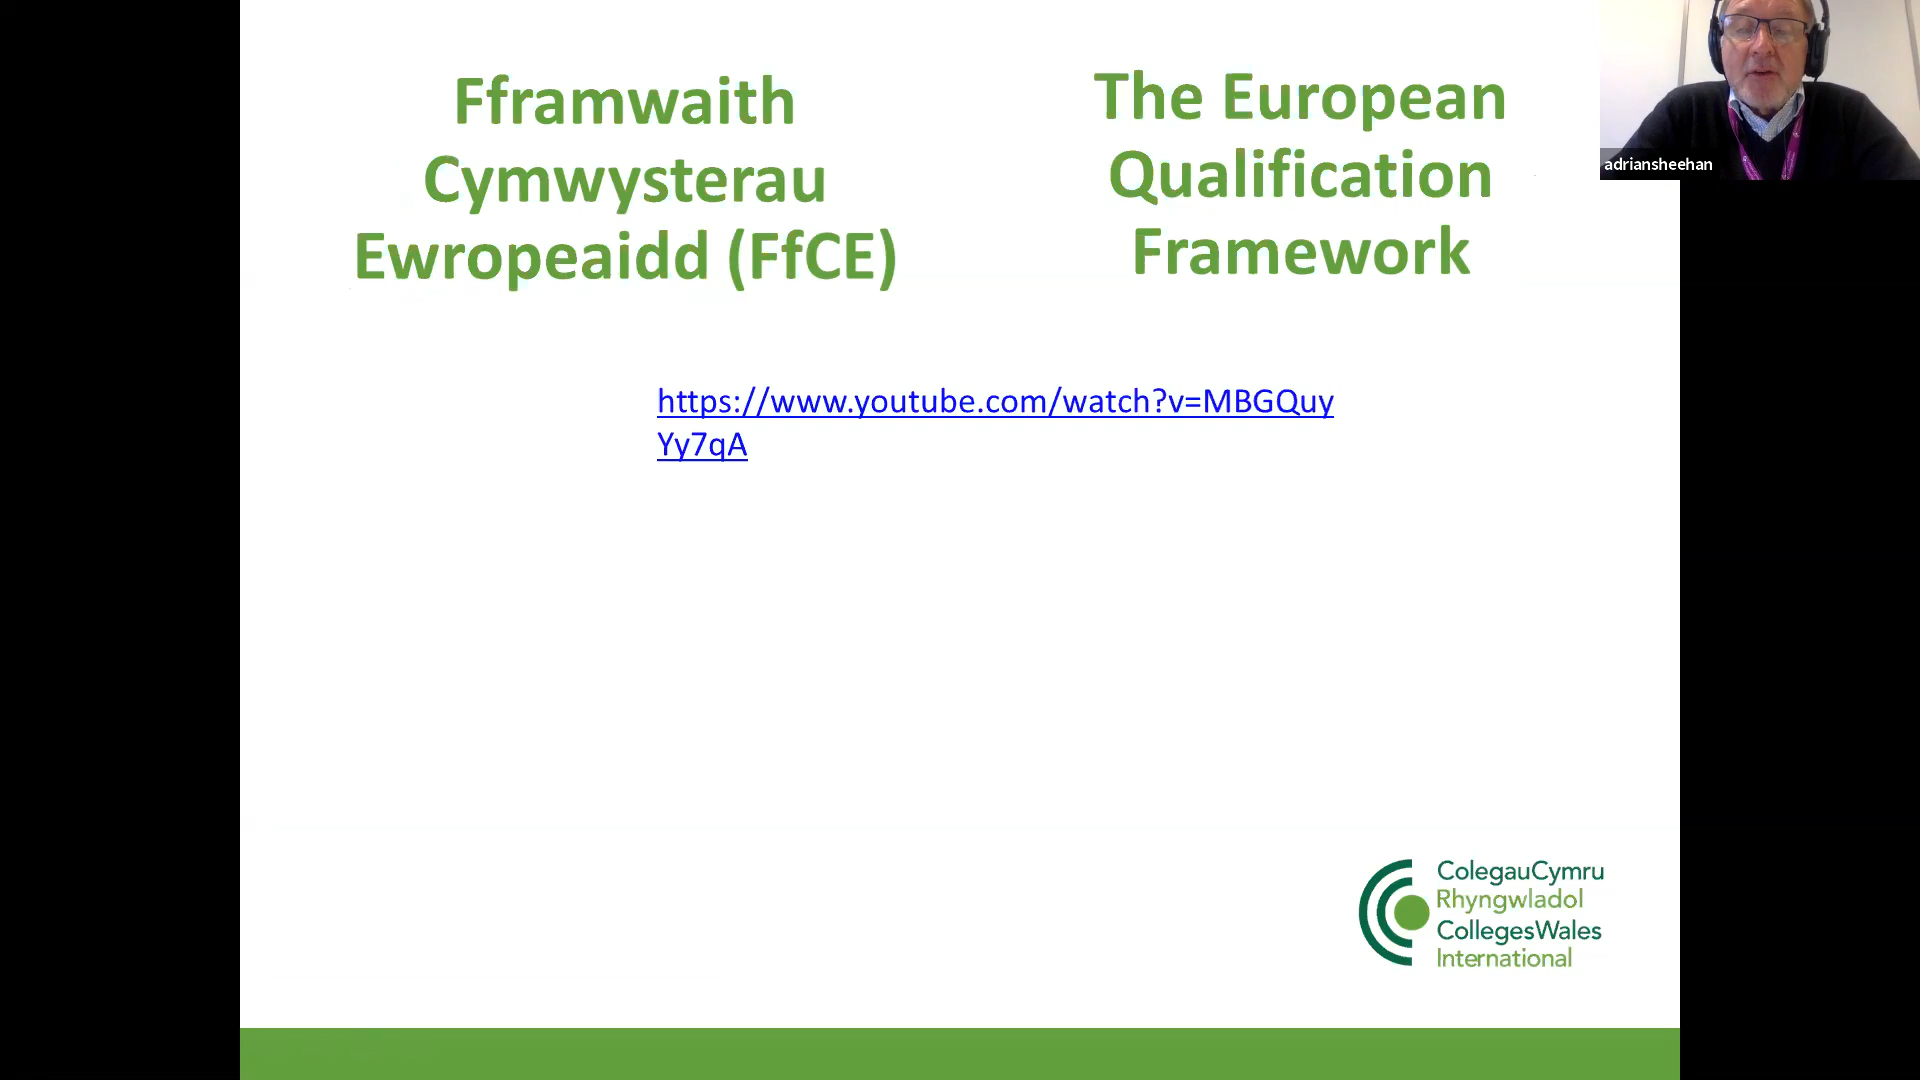 Fframwaith
Cymwysterau
Ewropeaidd (FfCE)
The European
Qualification
Framework
adriansheehan
https://www.youtube.com/watch?v=MBGQuy
Yy7qA
ColegauCymru
Rhyngwladol
CollegesWales
International